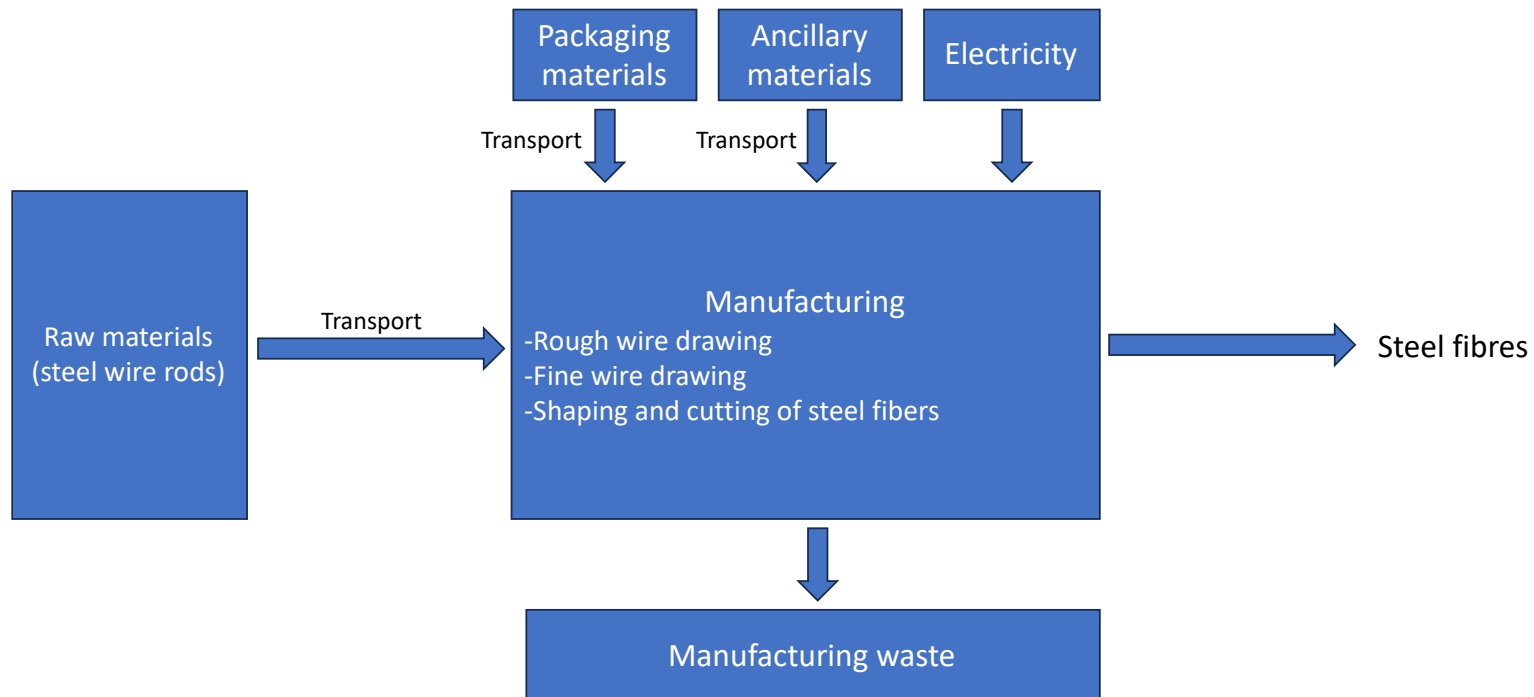 Packaging
materials
Ancillary
materials
Electricity
Transport
Transport
Raw materials
(steel wire rods)
Transport
Manufacturing
-Rough wire drawing
-Fine wire drawing
-Shaping and cutting of steel fibers
Steel fibres
Manufacturing waste